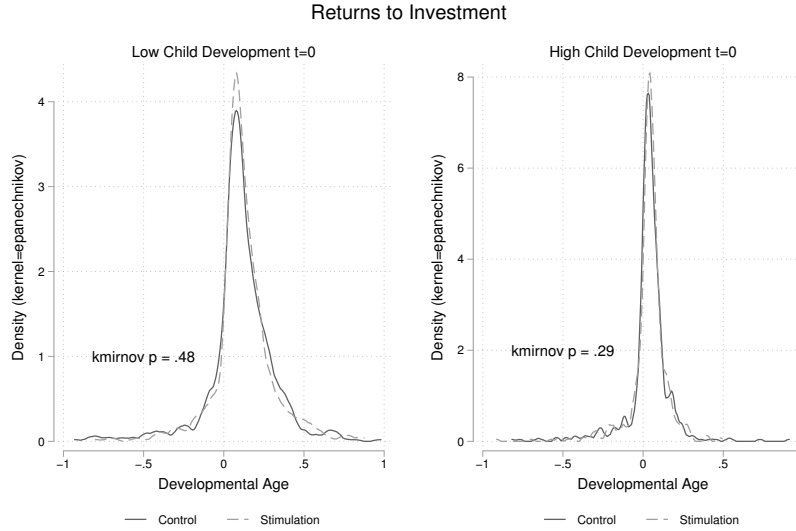 Returns to Investment
Low Child Development t=0
Density (kernel=epanechnikov)
4
3
2
1
0
kmirnov p = .48
−1
−.5
0
.5
1
Developmental Age
Control
Stimulation
High Child Development t=0
Density (kernel=epanechnikov)
8
6
4
2
0
kmirnov p = .29
−1
−.5
0
.5
Developmental Age
Control
Stimulation